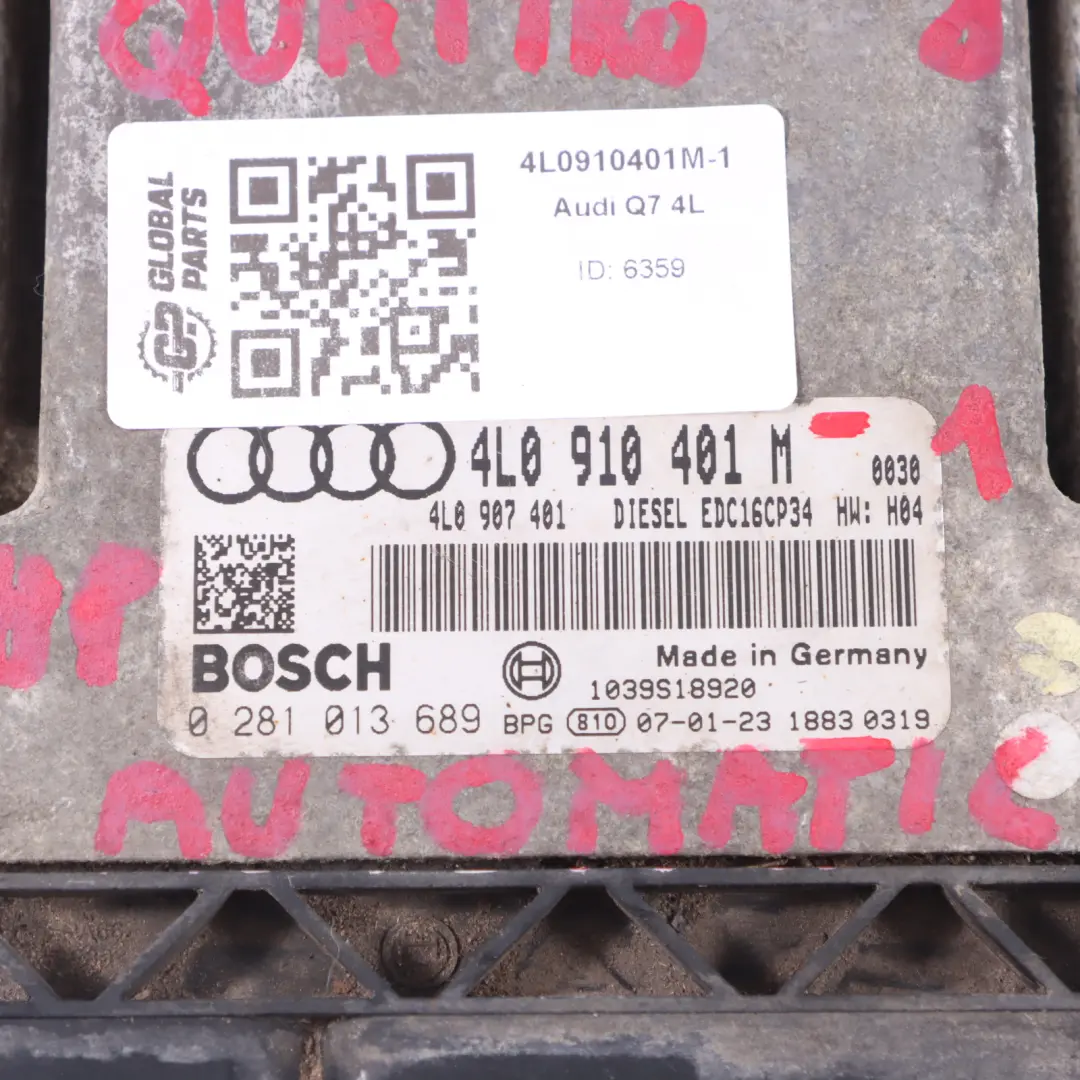 QUATTRO
GLOBAL
PARTS
GP
4L0910401M-1
Audi Q7 4L
ID: 6359
4L0 910 401 M - 1
0030
4L0 907 401 DIESEL EDC16CP34 HW: H04
BOSCH
Made in Germany
1039S18920
0 281 013 689 BPG 810 07-01-23 1883 0319
AUTOMATIC